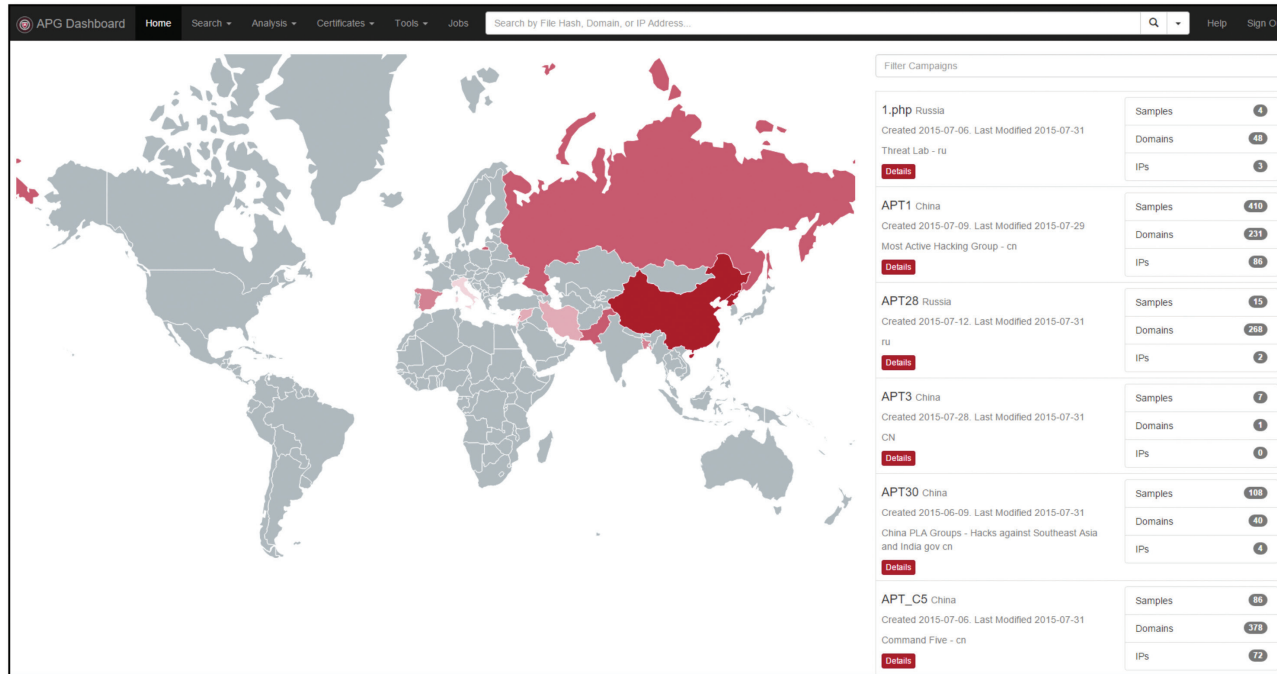 APG Dashboard Home Search Analysis Certificates Tools Jobs Search by File Hash, Domain, or IP Address... Help Sign O
Filter Campaigns
1.php Russia
Created 2015-07-06. Last Modified 2015-07-31
Threat Lab - ru
Details
Samples 4
Domains 48
IPs 3
APT1 China
Created 2015-07-09. Last Modified 2015-07-29
Most Active Hacking Group - cn
Details
Samples 410
Domains 231
IPs 86
APT28 Russia
Created 2015-07-12. Last Modified 2015-07-31
ru
Details
Samples 15
Domains 268
IPs 2
APT3 China
Created 2015-07-28. Last Modified 2015-07-31
CN
Details
Samples 7
Domains 1
IPs 0
APT30 China
Created 2015-06-09. Last Modified 2015-07-31
China PLA Groups - Hacks against Southeast Asia
and India gov cn
Details
Samples 108
Domains 40
IPs 4
APT_C5 China
Created 2015-07-06. Last Modified 2015-07-31
Command Five - cn
Details
Samples 86
Domains 378
IPs 72